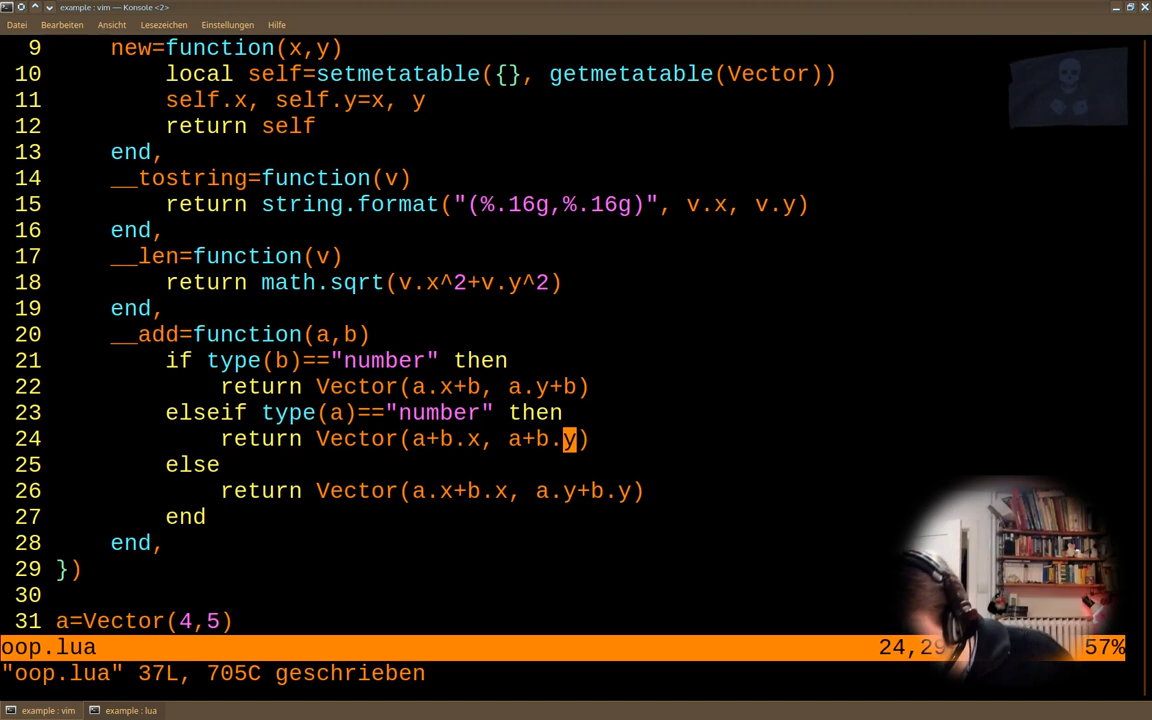 example : vim — Konsole <2>
Datei Bearbeiten Ansicht Lesezeichen Einstellungen Hilfe
9 new=function(x,y)
10 local self=setmetatable({}, getmetatable(Vector))
11 self.x, self.y=x, y
12 return self
13 end,
14 __tostring=function(v)
15 return string.format("(%.16g,%.16g)", v.x, v.y)
16 end,
17 __len=function(v)
18 return math.sqrt(v.x^2+v.y^2)
19 end,
20 __add=function(a,b)
21 if type(b)=="number" then
22 return Vector(a.x+b, a.y+b)
23 elseif type(a)=="number" then
24 return Vector(a+b.x, a+b.y)
25 else
26 return Vector(a.x+b.x, a.y+b.y)
27 end
28 end,
29 })
30
31 a=Vector(4,5)
oop.lua 24,29 57%
"oop.lua" 37L, 705C geschrieben
example : vim example : lua